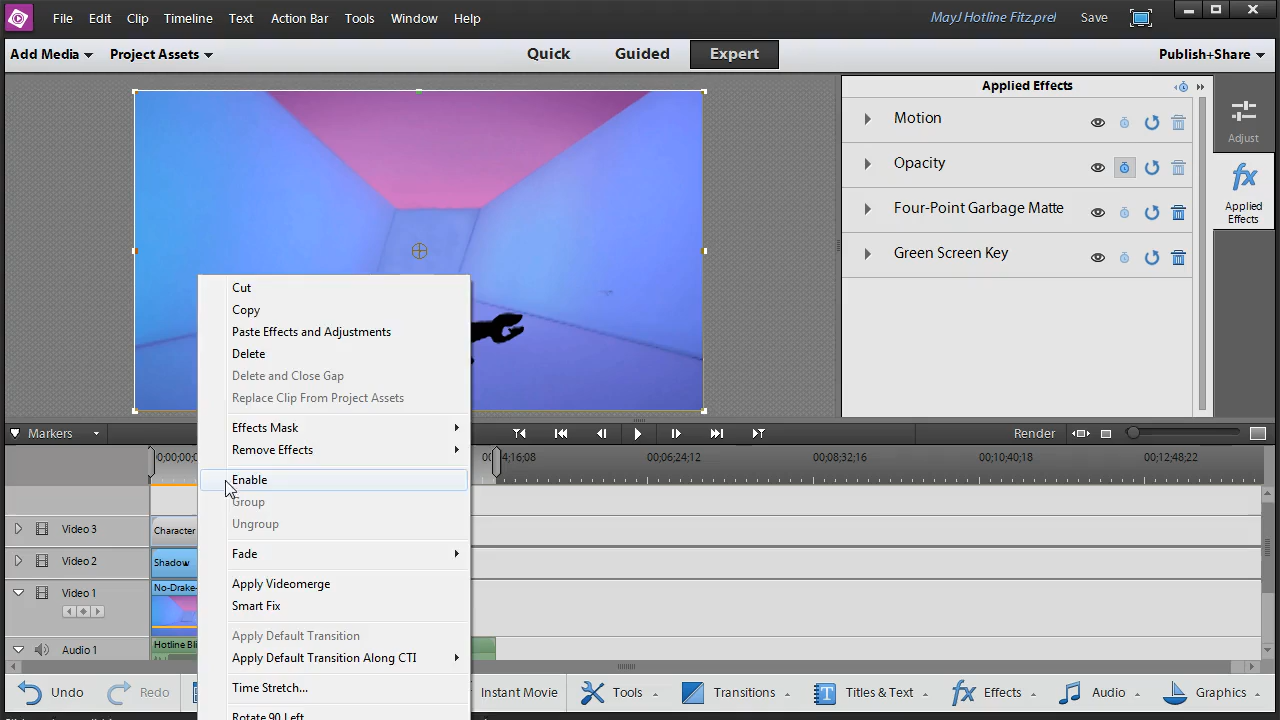 File Edit Clip Timeline Text Action Bar Tools Window Help MayJ Hotline Fitz.prel Save
Add Media Project Assets Quick Guided Expert Publish+Share
Applied Effects
Motion
Opacity
Four-Point Garbage Matte
Green Screen Key
Adjust
fx
Applied
Effects
Cut
Copy
Paste Effects and Adjustments
Delete
Delete and Close Gap
Replace Clip From Project Assets
Effects Mask
Remove Effects
Enable
Group
Ungroup
Fade
Apply Videomerge
Smart Fix
Apply Default Transition
Apply Default Transition Along CTI
Time Stretch...
Rotate 90 Left
Markers Render
00;06;24;12 00;08;32;16 00;10;40;18 00;12;48;22
Video 3 Character
Video 2 Shadow
Video 1 No-Drake-
Audio 1 Hotline Bli
Undo Redo Instant Movie Tools Transitions T Titles & Text fx Effects Audio Graphics